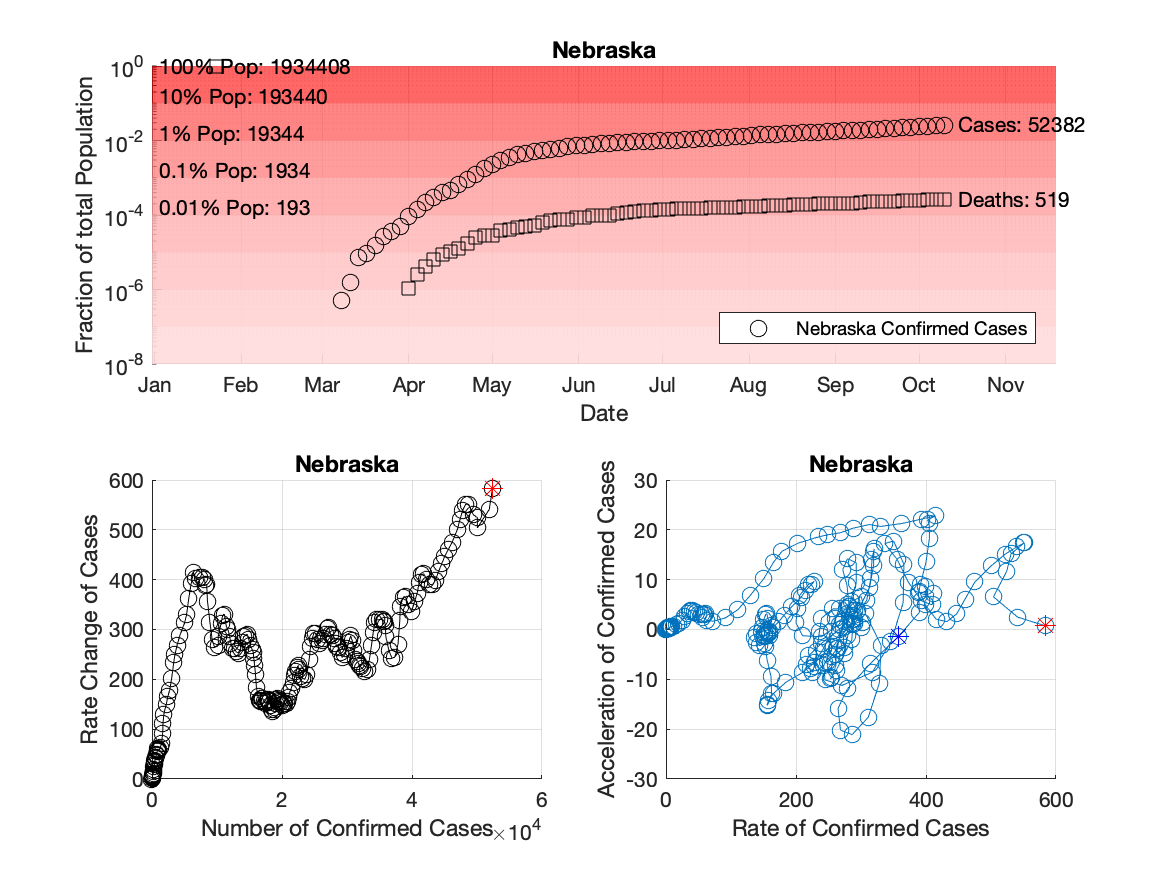 Nebraska
Fraction of total Population
10^0
10^-2
10^-4
10^-6
10^-8
100% Pop: 1934408
10% Pop: 193440
1% Pop: 19344
0.1% Pop: 1934
0.01% Pop: 193
Cases: 52382
Deaths: 519
Nebraska Confirmed Cases
Jan Feb Mar Apr May Jun Jul Aug Sep Oct Nov
Date
Nebraska
Rate Change of Cases
600
500
400
300
200
100
0
0 2 4 6
Number of Confirmed Cases ×10^4
Nebraska
Acceleration of Confirmed Cases
30
20
10
0
-10
-20
-30
0 200 400 600
Rate of Confirmed Cases